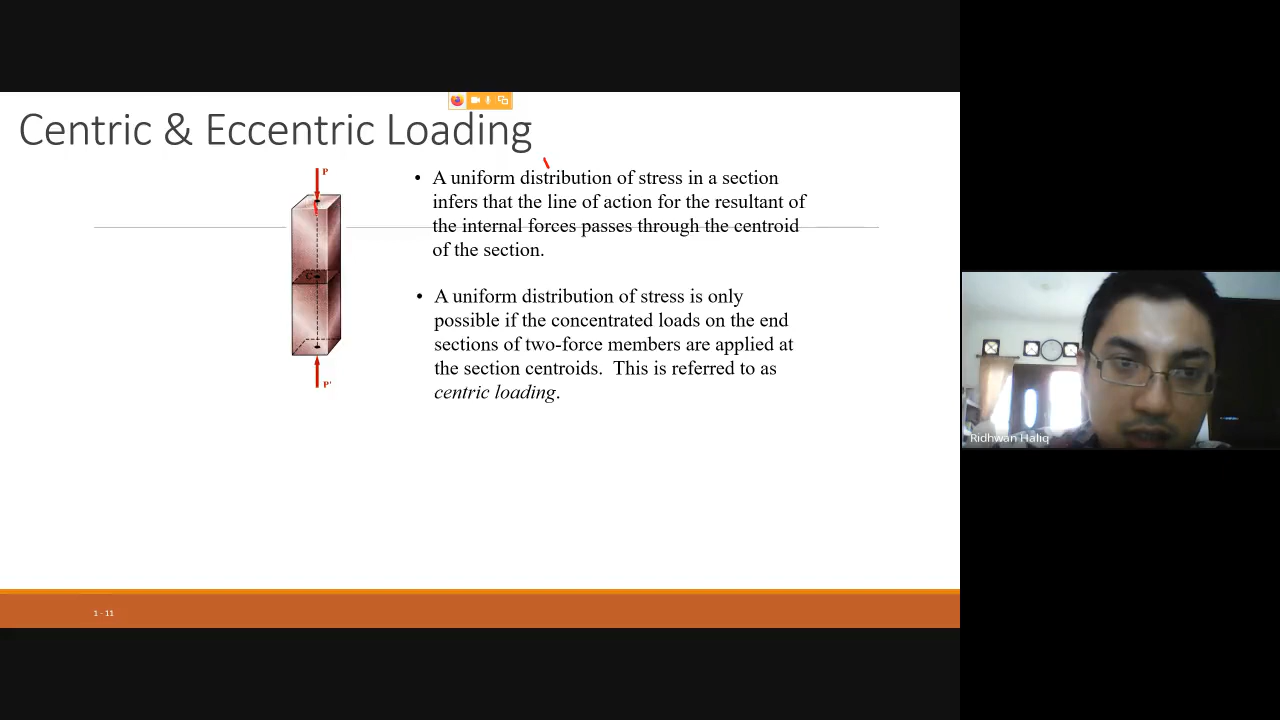 Centric & Eccentric Loading
P
• A uniform distribution of stress in a section
infers that the line of action for the resultant of
the internal forces passes through the centroid
of the section.
C
• A uniform distribution of stress is only
possible if the concentrated loads on the end
sections of two-force members are applied at
the section centroids.  This is referred to as
centric loading.
P'
Ridhwan Haliq
1 - 11